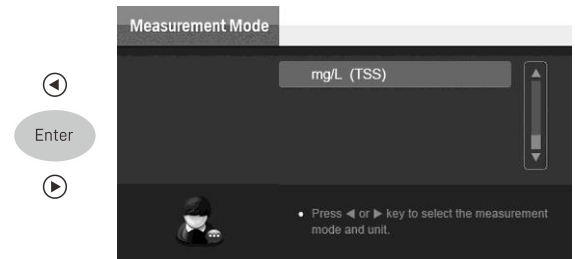 Measurement Mode
mg/L (TSS)
Enter
• Press ◀ or ▶ key to select the measurement
mode and unit.